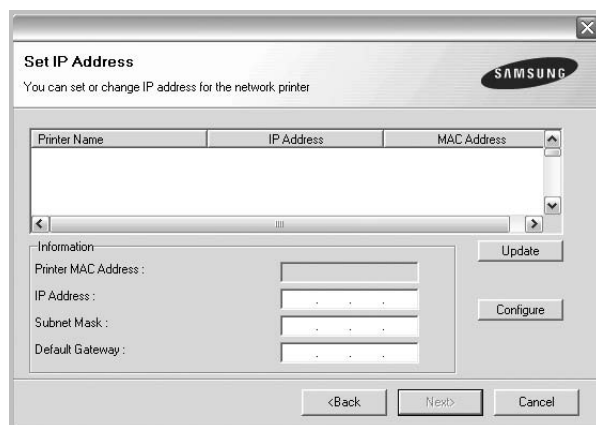 Set IP Address
You can set or change IP address for the network printer
SAMSUNG
Printer Name IP Address MAC Address
Information
Update
Printer MAC Address :
IP Address :
Configure
Subnet Mask :
Default Gateway :
<Back Next> Cancel